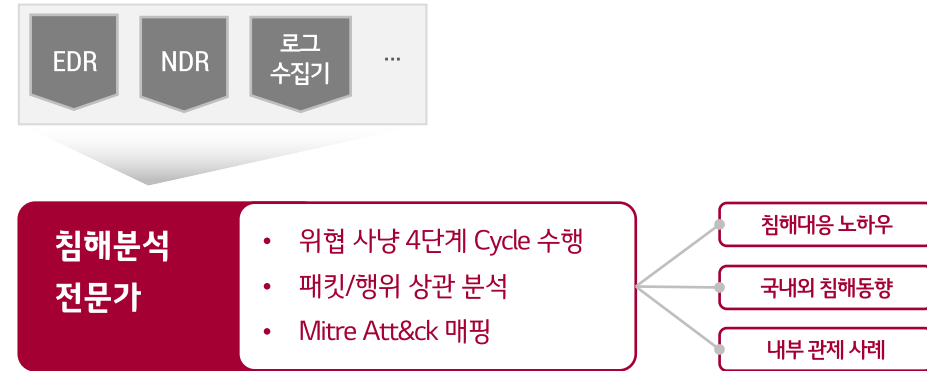 EDR
NDR
로그
수집기
...
침해분석
전문가
• 위협 사냥 4단계 Cycle 수행
• 패킷/행위 상관 분석
• Mitre Att&ck 매핑
침해대응 노하우
국내외 침해동향
내부 관제 사례